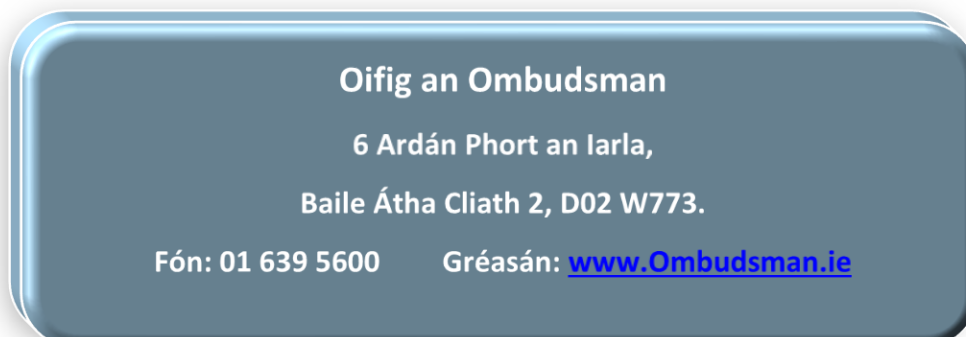 Oifig an Ombudsman
6 Ardán Phort an Iarla,
Baile Átha Cliath 2, D02 W773.
Fón: 01 639 5600 Gréasán: www.Ombudsman.ie